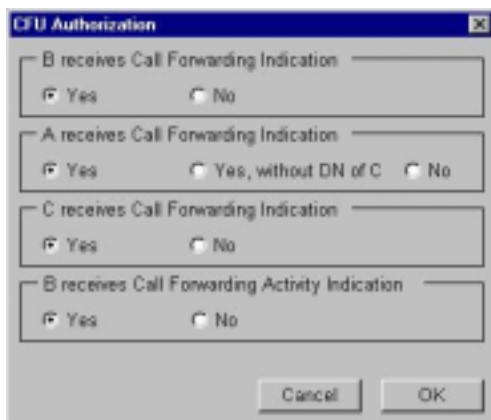 CFU Authorization
B receives Call Forwarding Indication
Yes No
A receives Call Forwarding Indication
Yes Yes, without DN of C No
C receives Call Forwarding Indication
Yes No
B receives Call Forwarding Activity Indication
Yes No
Cancel OK